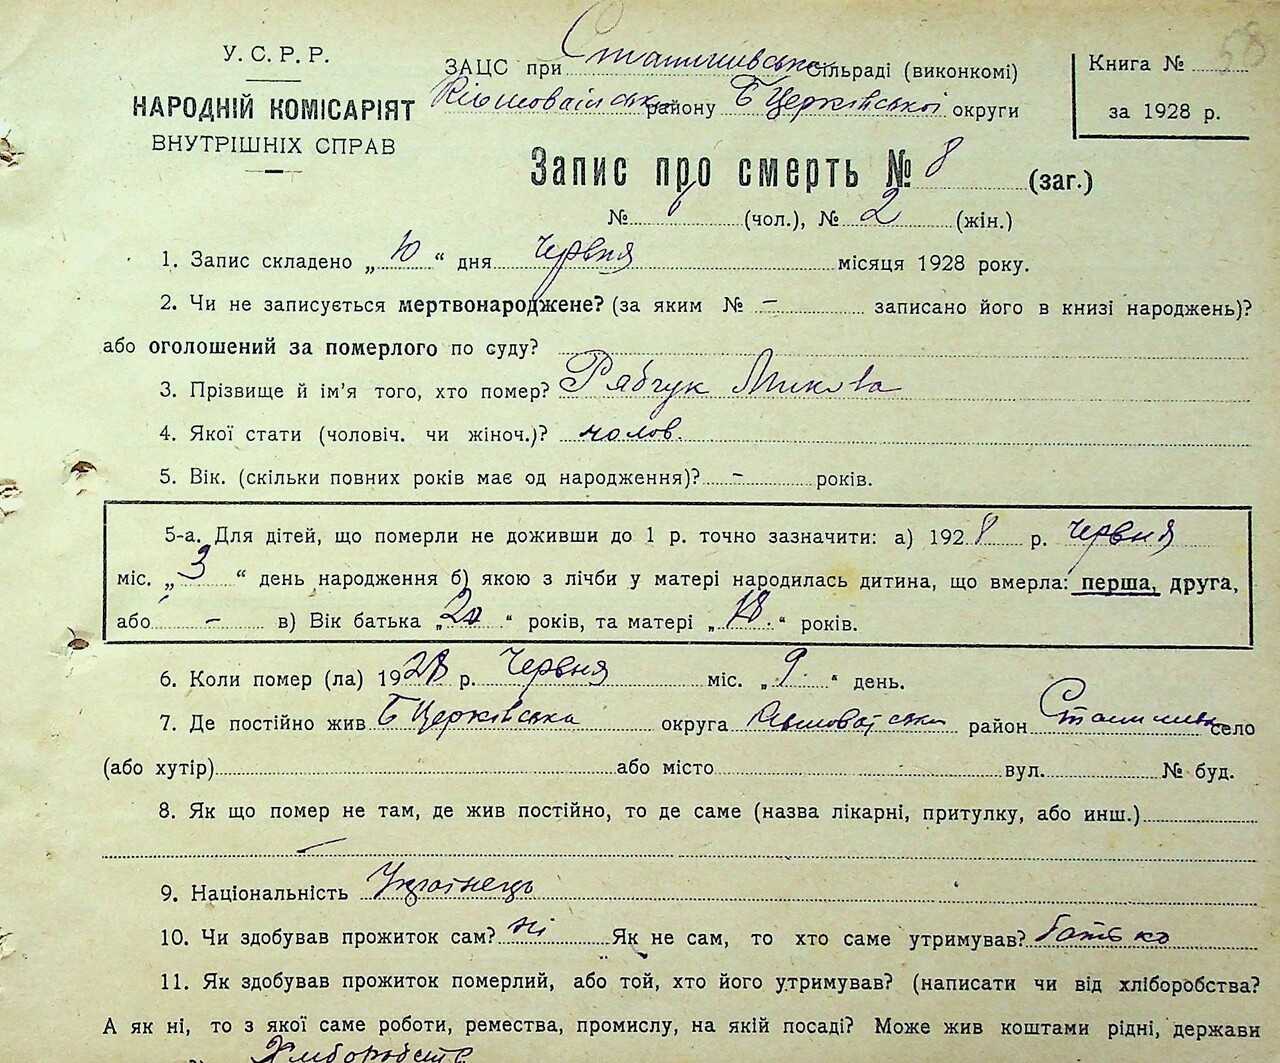 58
У. С. Р. Р.
НАРОДНІЙ КОМІСАРІЯТ
ВНУТРІШНІХ СПРАВ
ЗАЦС при Сільраді (виконкомі)
району Б Церківської округи
Книга №
за 1928 р.
Запис про смерть № 8 (заг.)
№ 6 (чол.), № 2 (жін.)
1. Запис складено „10“ дня Червня місяця 1928 року.
2. Чи не записується мертвонароджене? (за яким № – записано його в книзі народжень)?
або оголошений за померлого по суду?
3. Прізвище й ім'я того, хто помер? Рябчук Микола
4. Якої стати (чоловіч. чи жіноч.)? чолов.
5. Вік. (скільки повних років має од народження)? – років.
5-а. Для дітей, що померли не доживши до 1 р. точно зазначити: а) 1928 р. Червня
міс. „3“ день народження б) якою з лічби у матері народилась дитина, що вмерла: перша, друга,
або – в) Вік батька „20“ років, та матері „18.“ років.
6. Коли помер (ла) 1928 р. Червня міс. „9“ день.
7. Де постійно жив Б Церківська округа район село
(або хутір) або місто вул. № буд.
8. Як що помер не там, де жив постійно, то де саме (назва лікарні, притулку, або инш.)
9. Національність Українець
10. Чи здобував прожиток сам? ні Як не сам, то хто саме утримував? батько
11. Як здобував прожиток померлий, або той, хто його утримував? (написати чи від хліборобства?
А як ні, то з якої саме роботи, ремества, промислу, на якій посаді? Може жив коштами рідні, держави